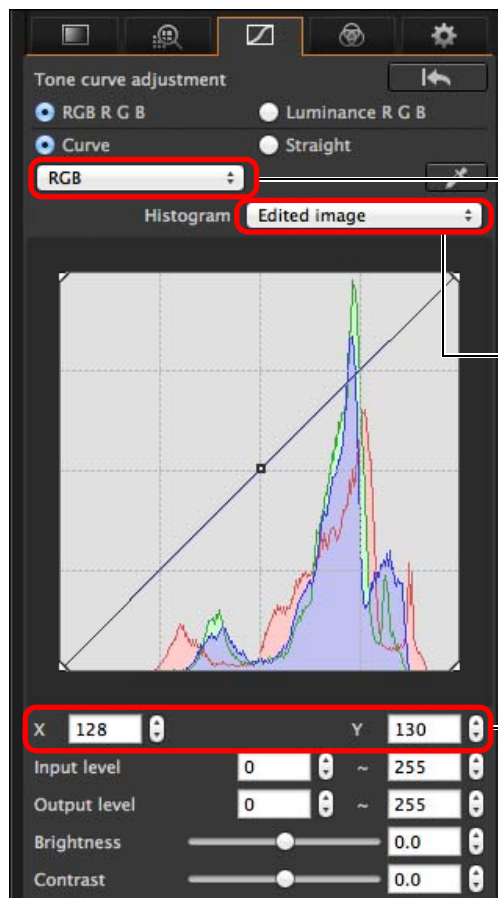 Tone curve adjustment
RGB R G B Luminance R G B
Curve Straight
RGB
Histogram Edited image
X 128 Y 130
Input level 0 ~ 255
Output level 0 ~ 255
Brightness 0.0
Contrast 0.0